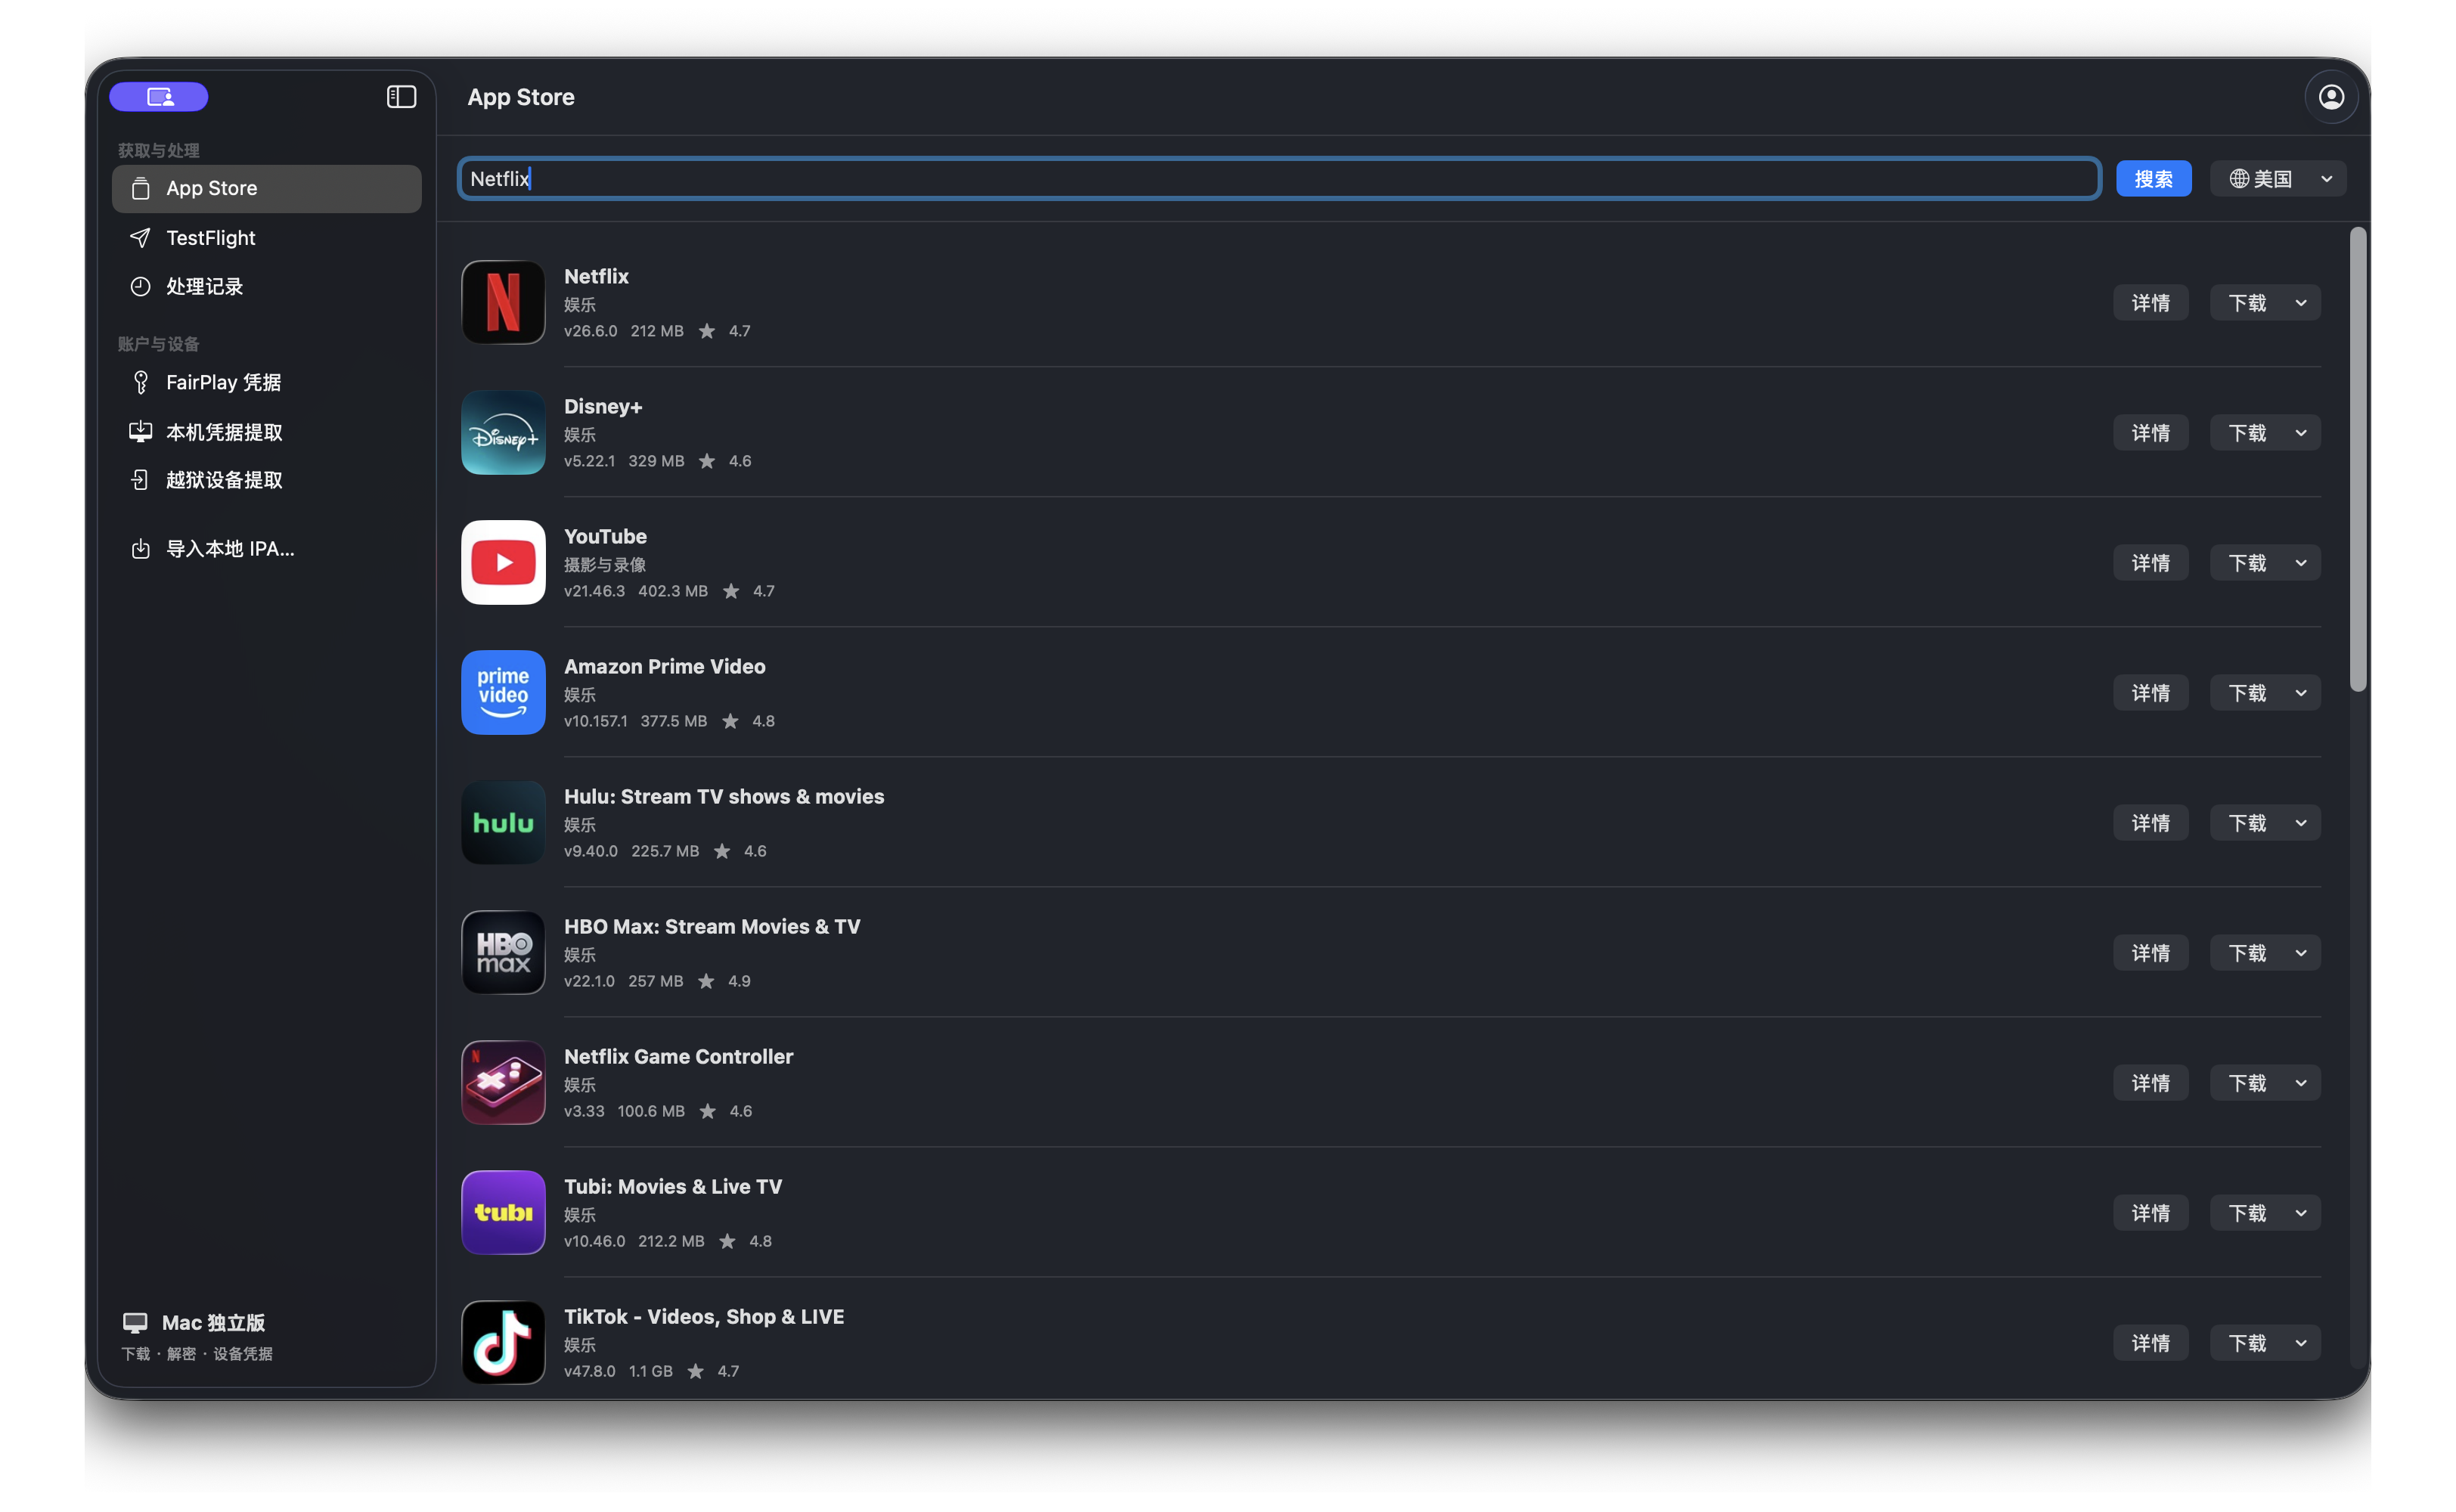 App Store
获取与处理
App Store
TestFlight
处理记录
账户与设备
FairPlay 凭据
本机凭据提取
越狱设备提取
导入本地 IPA...
Mac 独立版
下载 · 解密 · 设备凭据
Netflix
搜索
美国
N
Netflix
娱乐
v26.6.0 212 MB ★ 4.7
详情
下载
Disney+
Disney+
娱乐
v5.22.1 329 MB ★ 4.6
详情
下载
YouTube
摄影与录像
v21.46.3 402.3 MB ★ 4.7
详情
下载
prime
video
Amazon Prime Video
娱乐
v10.157.1 377.5 MB ★ 4.8
详情
下载
hulu
Hulu: Stream TV shows & movies
娱乐
v9.40.0 225.7 MB ★ 4.6
详情
下载
HBO
max
HBO Max: Stream Movies & TV
娱乐
v22.1.0 257 MB ★ 4.9
详情
下载
N
Netflix Game Controller
娱乐
v3.33 100.6 MB ★ 4.6
详情
下载
tubi
Tubi: Movies & Live TV
娱乐
v10.46.0 212.2 MB ★ 4.8
详情
下载
TikTok - Videos, Shop & LIVE
娱乐
v47.8.0 1.1 GB ★ 4.7
详情
下载